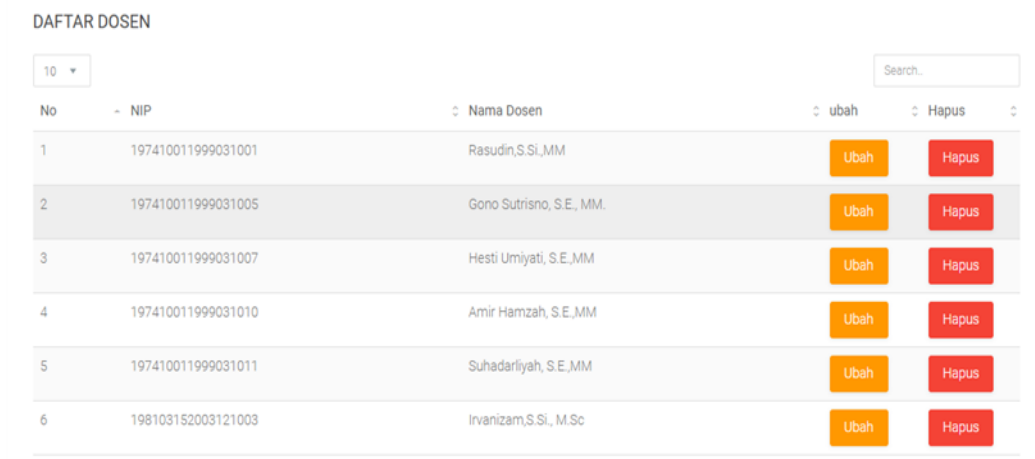 DAFTAR DOSEN
10 Search..
No NIP Nama Dosen ubah Hapus
1 197410011999031001 Rasudin,S.Si.,MM Ubah Hapus
2 197410011999031005 Gono Sutrisno, S.E., MM. Ubah Hapus
3 197410011999031007 Hesti Umiyati, S.E.,MM Ubah Hapus
4 197410011999031010 Amir Hamzah, S.E.,MM Ubah Hapus
5 197410011999031011 Suhadarliyah, S.E.,MM Ubah Hapus
6 198103152003121003 Irvanizam,S.Si., M.Sc Ubah Hapus